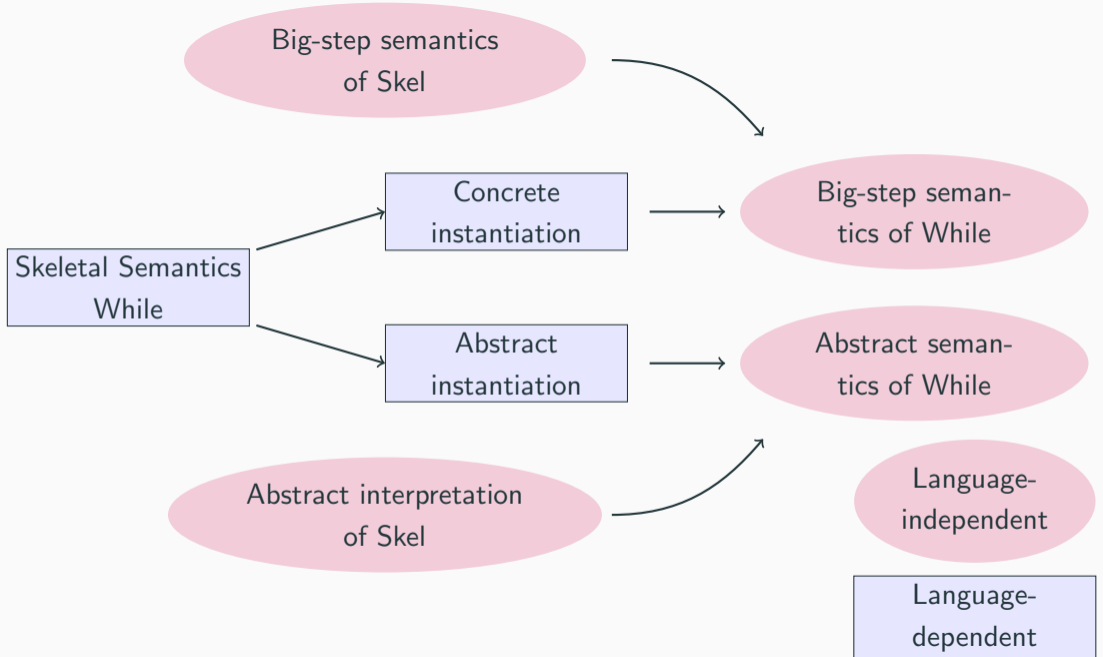 Big-step semantics
of Skel
Concrete
instantiation
Big-step seman-
tics of While
Skeletal Semantics
While
Abstract
instantiation
Abstract seman-
tics of While
Abstract interpretation
of Skel
Language-
independent
Language-
dependent